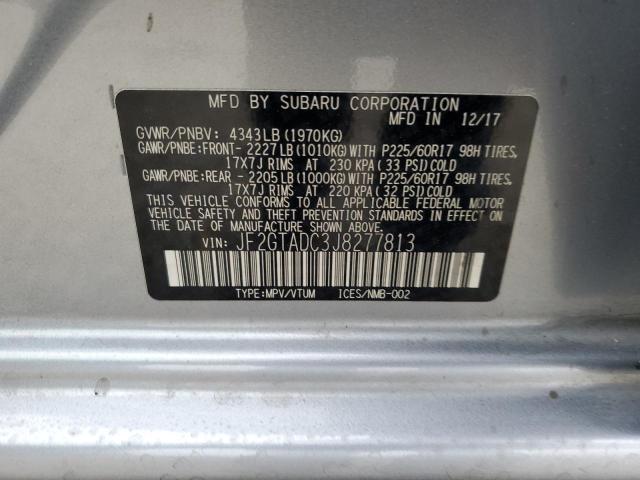 MFD BY SUBARU CORPORATION
MFD IN 12/17
GVWR/PNBV: 4343LB (1970KG)
GAWR/PNBE:FRONT- 2227LB(1010KG)WITH P225/60R17 98H TIRES,
17X7J RIMS AT 230 KPA (33 PSI)COLD
GAWR/PNBE:REAR - 2205LB(1000KG)WITH P225/60R17 98H TIRES,
17X7J RIMS AT 220 KPA (32 PSI)COLD
THIS VEHICLE CONFORMS TO ALL APPLICABLE FEDERAL MOTOR
VEHICLE SAFETY AND THEFT PREVENTION STANDARDS IN EFFECT
ON THE DATE OF MANUFACTURE SHOWN ABOVE.
VIN: JF2GTADC3J8277813
TYPE:MPV/VTUM ICES/NMB-002